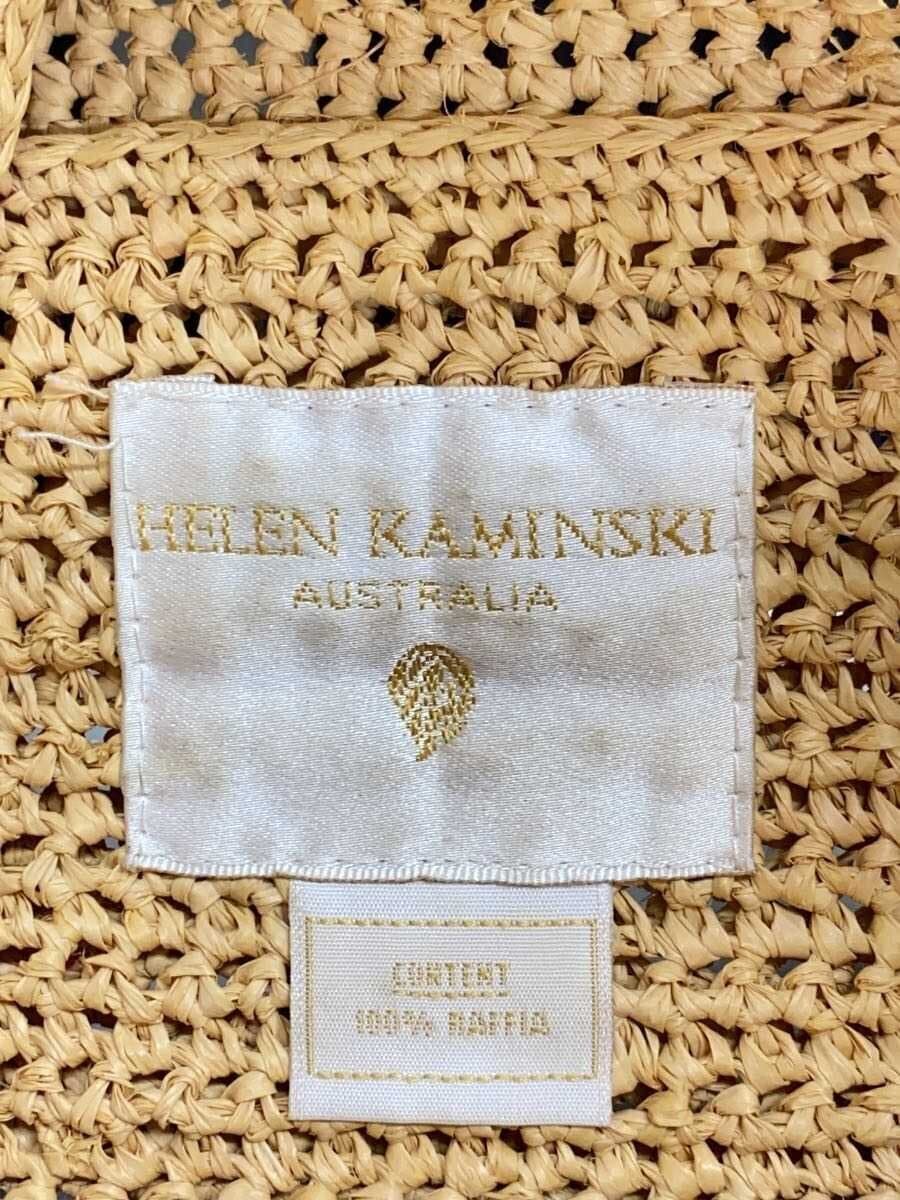 HELEN KAMINSKI
AUSTRALIA
CONTENT
100% RAFFIA